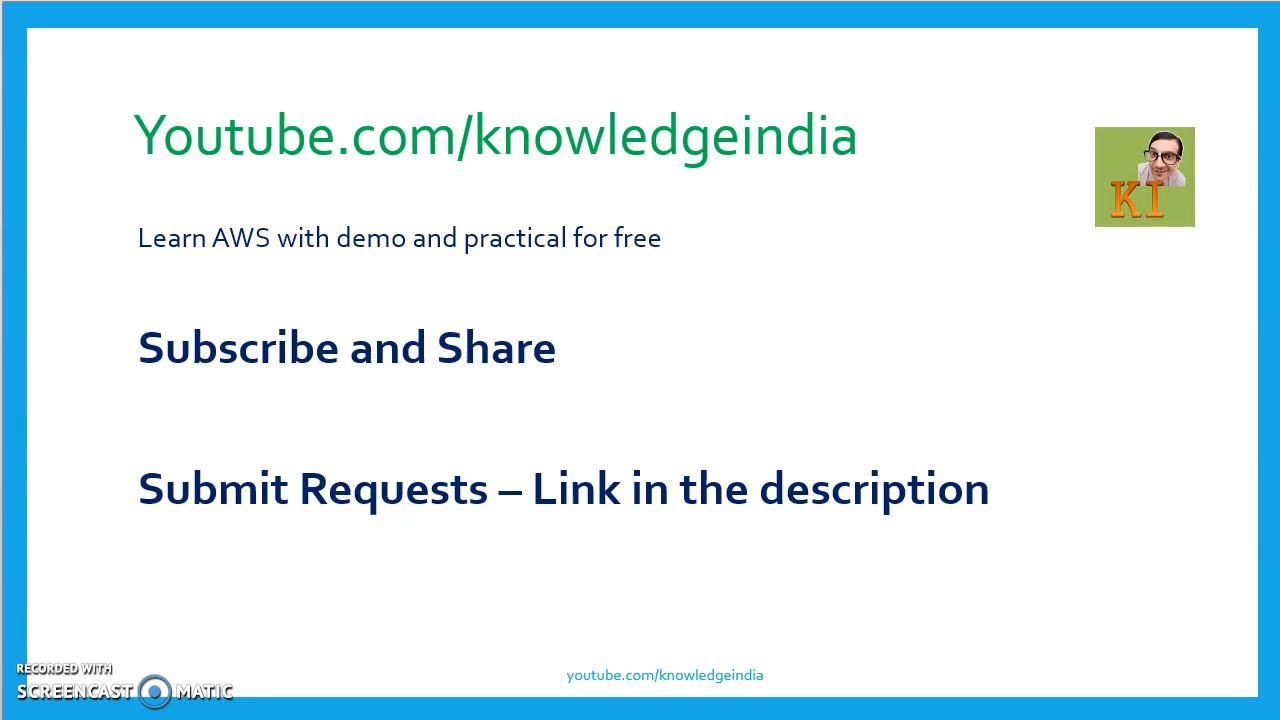 Youtube.com/knowledgeindia
KI
Learn AWS with demo and practical for free
Subscribe and Share
Submit Requests – Link in the description
youtube.com/knowledgeindia
RECORDED WITH
SCREENCAST MATIC